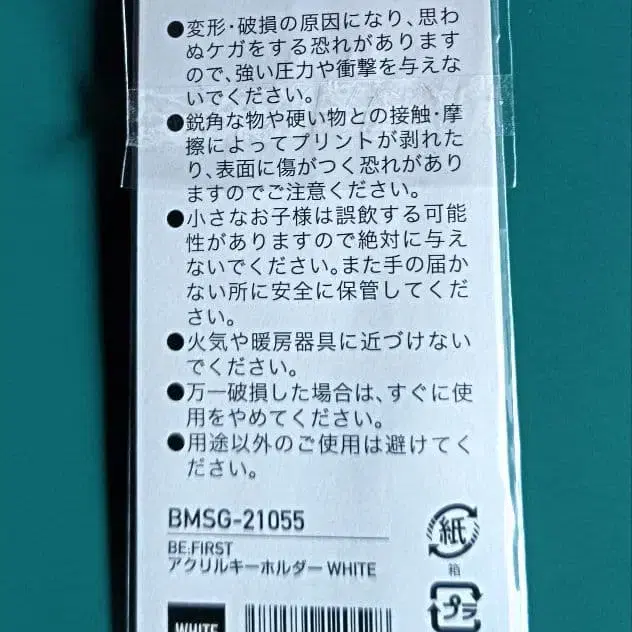 ●変形・破損の原因になり、思わ
ぬケガをする恐れがあります
ので、強い圧力や衝撃を与えな
いでください。
●鋭角な物や硬い物との接触・摩
擦によってプリントが剥れた
り、表面に傷がつく恐れがあり
ますのでご注意ください。
●小さなお子様は誤飲する可能
性がありますので絶対に与え
ないでください。また手の届か
ない所に安全に保管してくだ
さい。
●火気や暖房器具に近づけない
でください。
●万一破損した場合は、すぐに使
用をやめてください。
●用途以外のご使用は避けてく
ださい。
BMSG-21055
BE:FIRST
アクリルキーホルダー WHITE
紙
箱
プラ
WHITE